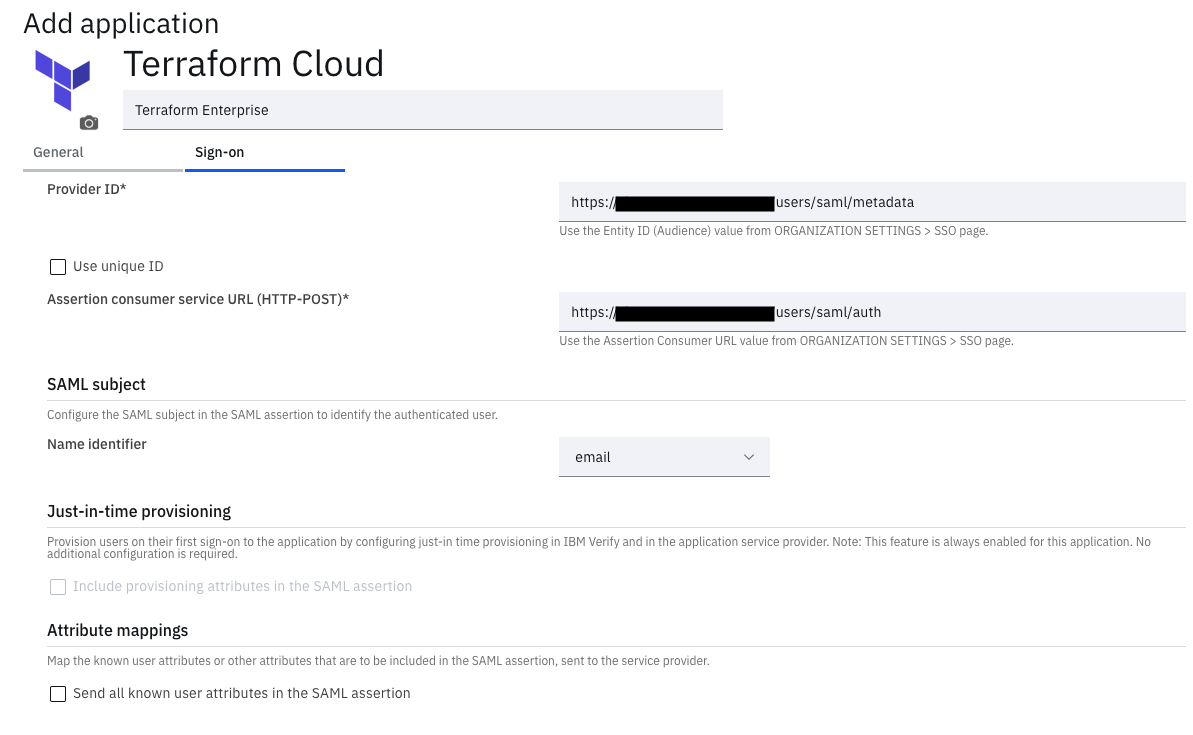 Add application
Terraform Cloud
Terraform Enterprise
General
Sign-on
Provider ID*
https:// users/saml/metadata
Use the Entity ID (Audience) value from ORGANIZATION SETTINGS > SSO page.
Use unique ID
Assertion consumer service URL (HTTP-POST)*
https:// users/saml/auth
Use the Assertion Consumer URL value from ORGANIZATION SETTINGS > SSO page.
SAML subject
Configure the SAML subject in the SAML assertion to identify the authenticated user.
Name identifier
email
Just-in-time provisioning
Provision users on their first sign-on to the application by configuring just-in time provisioning in IBM Verify and in the application service provider. Note: This feature is always enabled for this application. No
additional configuration is required.
Include provisioning attributes in the SAML assertion
Attribute mappings
Map the known user attributes or other attributes that are to be included in the SAML assertion, sent to the service provider.
Send all known user attributes in the SAML assertion